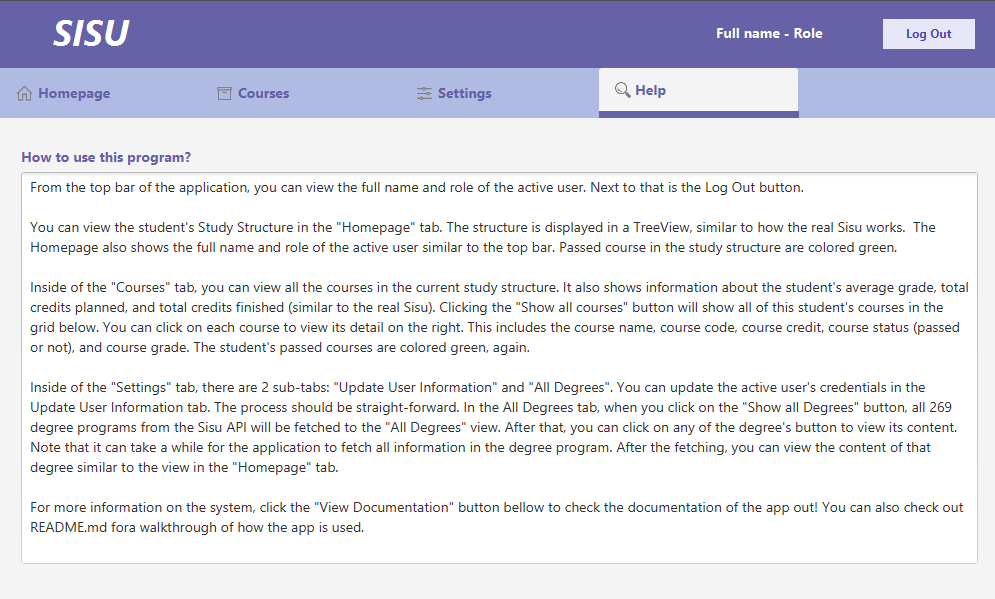 SISU
Full name - Role
Log Out
Homepage
Courses
Settings
Help
How to use this program?
From the top bar of the application, you can view the full name and role of the active user. Next to that is the Log Out button.
You can view the student's Study Structure in the "Homepage" tab. The structure is displayed in a TreeView, similar to how the real Sisu works.  The
Homepage also shows the full name and role of the active user similar to the top bar. Passed course in the study structure are colored green.
Inside of the "Courses" tab, you can view all the courses in the current study structure. It also shows information about the student's average grade, total
credits planned, and total credits finished (similar to the real Sisu). Clicking the "Show all courses" button will show all of this student's courses in the
grid below. You can click on each course to view its detail on the right. This includes the course name, course code, course credit, course status (passed
or not), and course grade. The student's passed courses are colored green, again.
Inside of the "Settings" tab, there are 2 sub-tabs: "Update User Information" and "All Degrees". You can update the active user's credentials in the
Update User Information tab. The process should be straight-forward. In the All Degrees tab, when you click on the "Show all Degrees" button, all 269
degree programs from the Sisu API will be fetched to the "All Degrees" view. After that, you can click on any of the degree's button to view its content.
Note that it can take a while for the application to fetch all information in the degree program. After the fetching, you can view the content of that
degree similar to the view in the "Homepage" tab.
For more information on the system, click the "View Documentation" button bellow to check the documentation of the app out! You can also check out
README.md fora walkthrough of how the app is used.